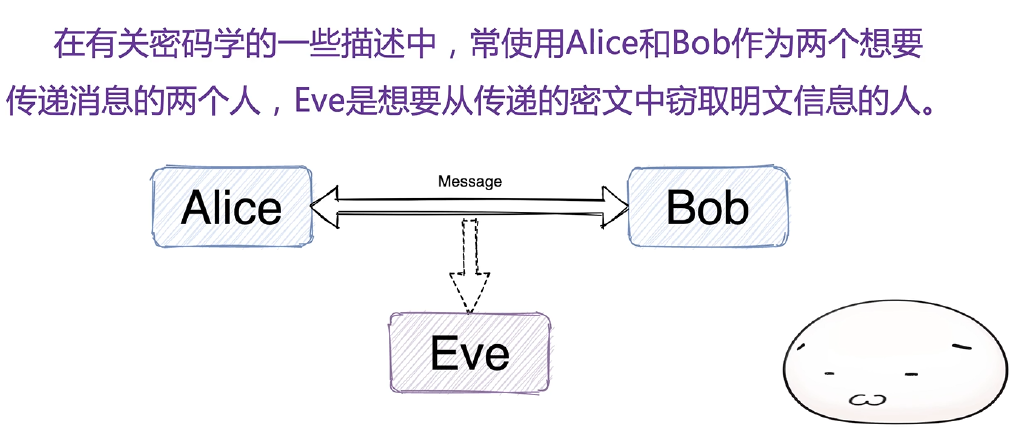 在有关密码学的一些描述中，常使用Alice和Bob作为两个想要
传递消息的两个人，Eve是想要从传递的密文中窃取明文信息的人。
Message
Alice
Bob
Eve